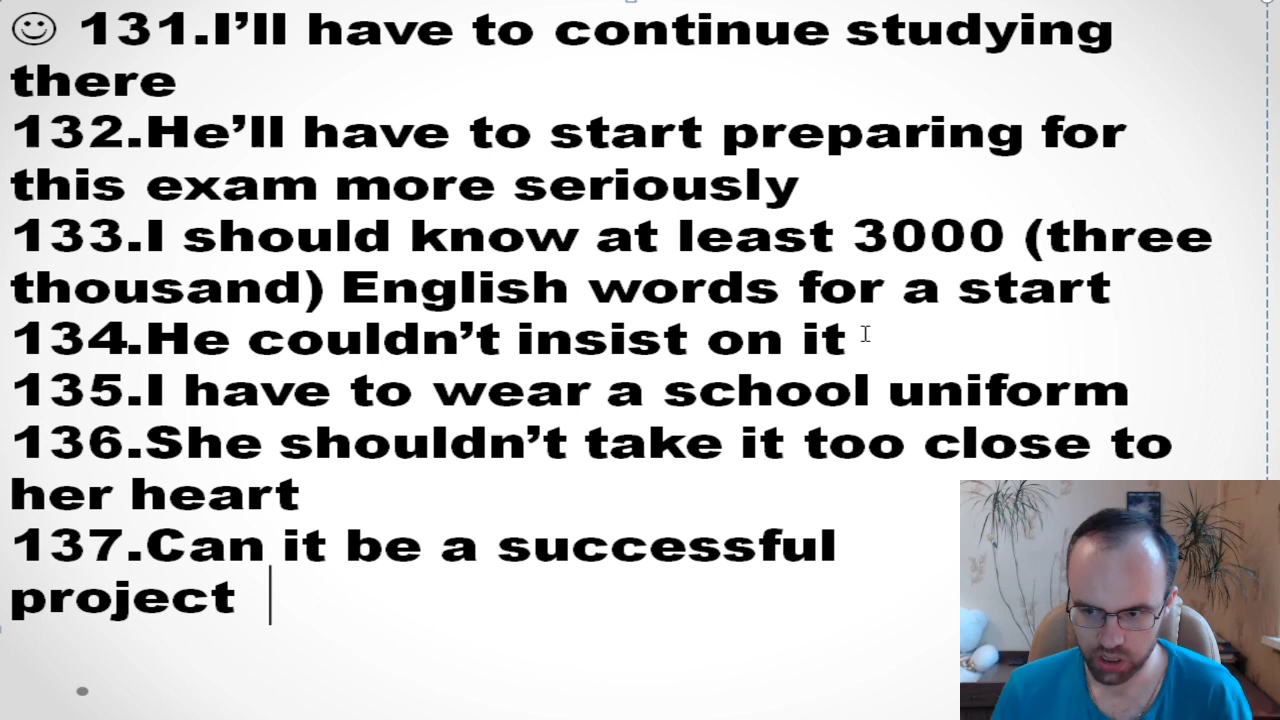 ☺ 131.I’ll have to continue studying
there
132.He’ll have to start preparing for
this exam more seriously
133.I should know at least 3000 (three
thousand) English words for a start
134.He couldn’t insist on it
135.I have to wear a school uniform
136.She shouldn’t take it too close to
her heart
137.Can it be a successful
project